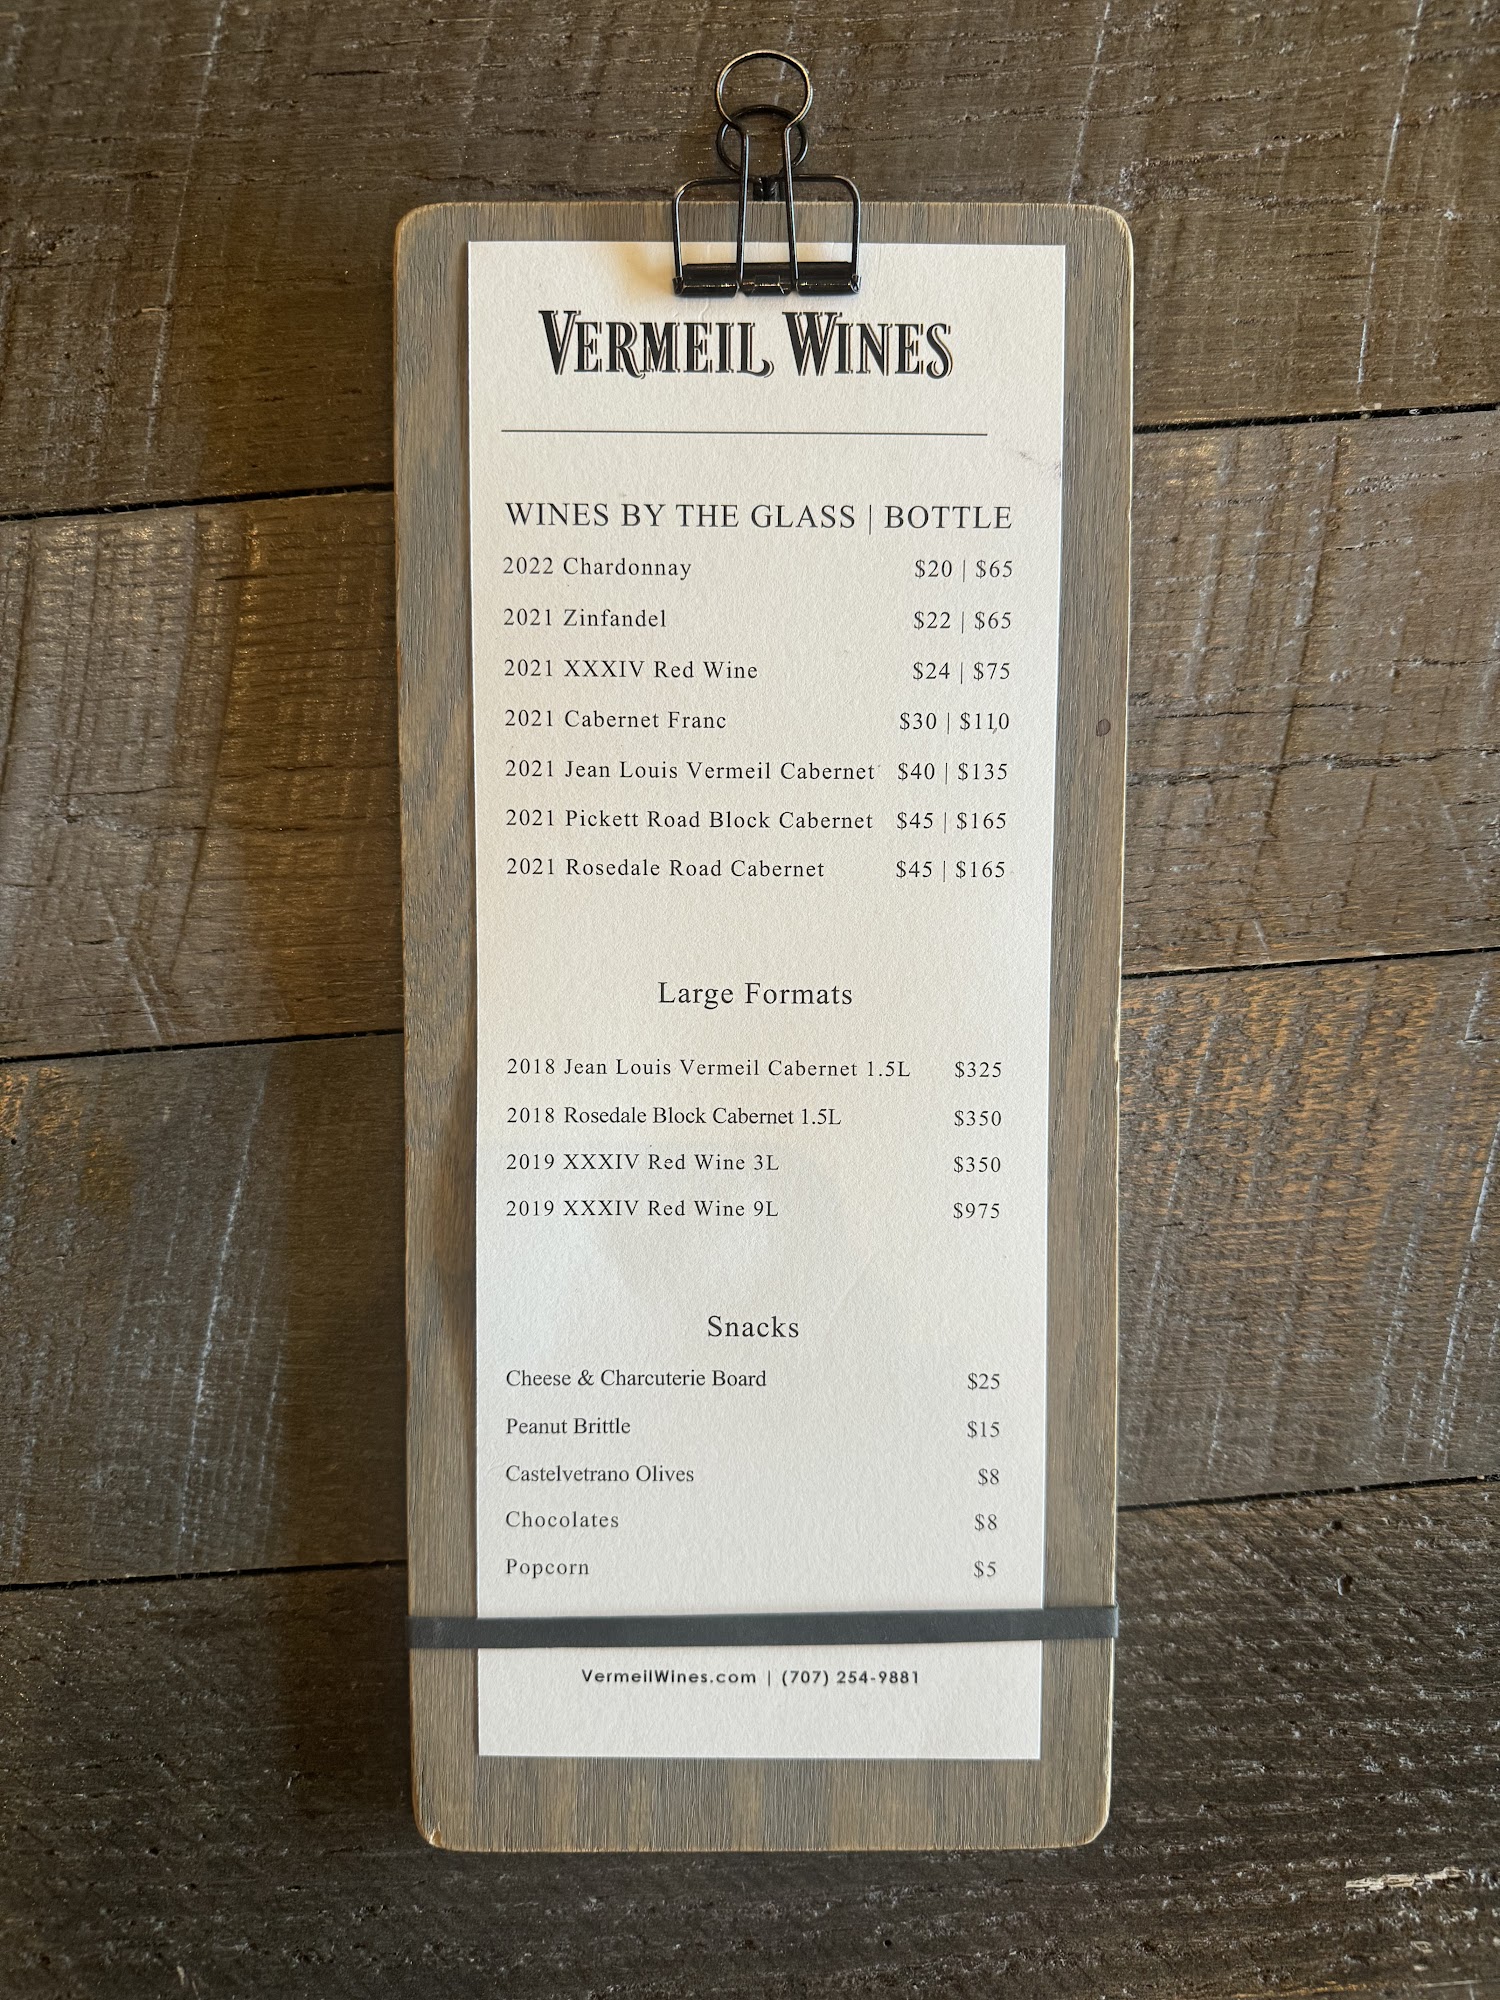 VERMEIL WINES
WINES BY THE GLASS | BOTTLE
2022 Chardonnay $20 | $65
2021 Zinfandel $22 | $65
2021 XXXIV Red Wine $24 | $75
2021 Cabernet Franc $30 | $110
2021 Jean Louis Vermeil Cabernet $40 | $135
2021 Pickett Road Block Cabernet $45 | $165
2021 Rosedale Road Cabernet $45 | $165
Large Formats
2018 Jean Louis Vermeil Cabernet 1.5L $325
2018 Rosedale Block Cabernet 1.5L $350
2019 XXXIV Red Wine 3L $350
2019 XXXIV Red Wine 9L $975
Snacks
Cheese & Charcuterie Board $25
Peanut Brittle $15
Castelvetrano Olives $8
Chocolates $8
Popcorn $5
VermeilWines.com | (707) 254-9881